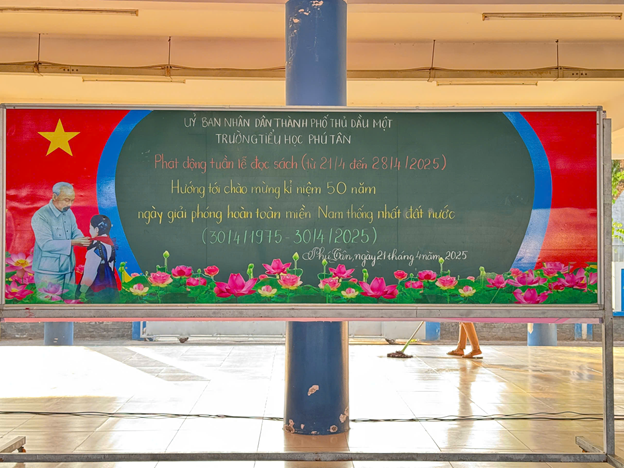 UỶ BAN NHÂN DÂN THÀNH PHỐ THỦ DẦU MỘT
TRƯỜNG TIỂU HỌC PHÚ TÂN
Phát động tuần lễ đọc sách (từ 21/4 đến 28/4/2025)
Hướng tới chào mừng kỉ niệm 50 năm
ngày giải phóng hoàn toàn miền Nam thống nhất đất nước
(30/4/1975-30/4/2025)
Phú Tân, ngày 21 tháng 4 năm 2025